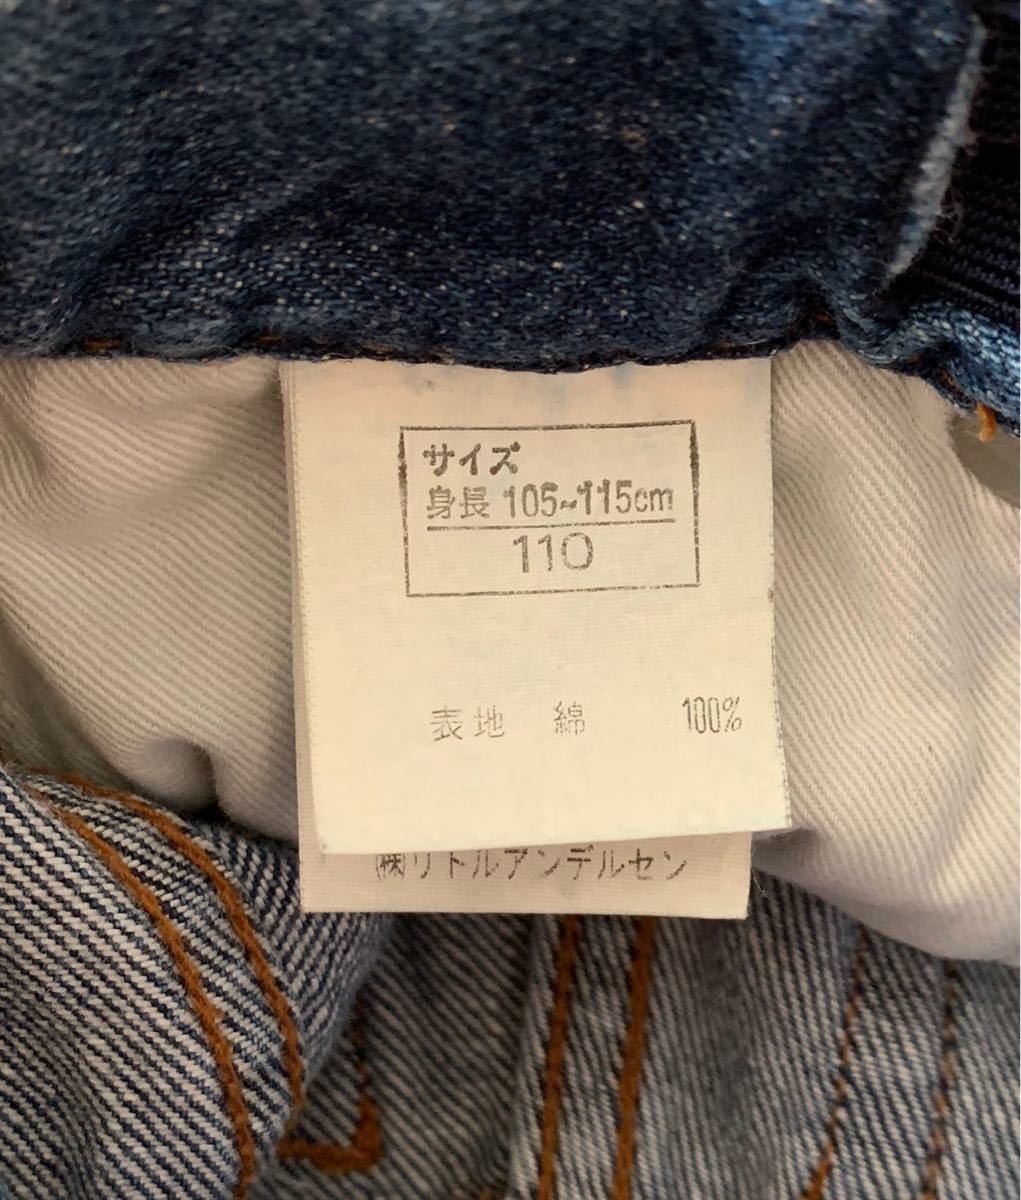 サイズ
身長 105~115cm
110
表地 綿 100%
㈱リトルアンデルセン